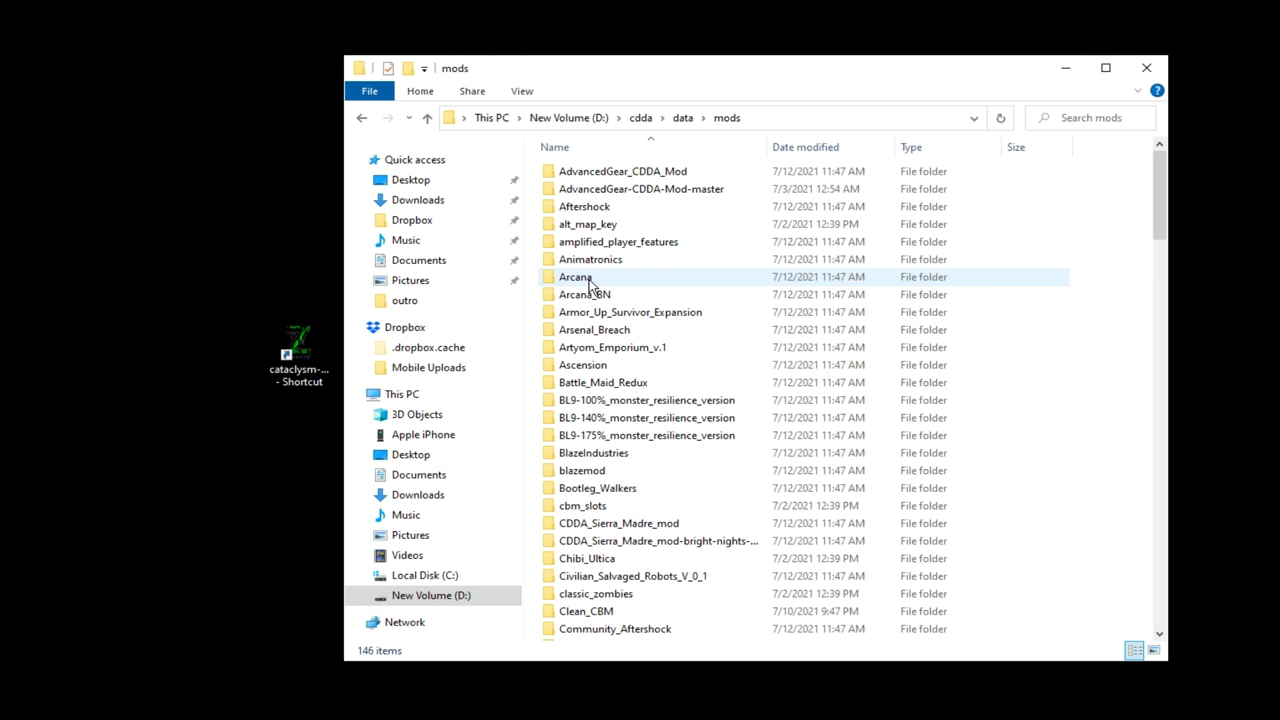 mods
File
Home
Share
View
This PC
New Volume (D:)
cdda
data
mods
Search mods
Quick access
Desktop
Downloads
Dropbox
Music
Documents
Pictures
outro
Dropbox
.dropbox.cache
Mobile Uploads
This PC
3D Objects
Apple iPhone
Desktop
Documents
Downloads
Music
Pictures
Videos
Local Disk (C:)
New Volume (D:)
Network
Name Date modified Type Size
AdvancedGear_CDDA_Mod 7/12/2021 11:47 AM File folder
AdvancedGear-CDDA-Mod-master 7/3/2021 12:54 AM File folder
Aftershock 7/12/2021 11:47 AM File folder
alt_map_key 7/2/2021 12:39 PM File folder
amplified_player_features 7/12/2021 11:47 AM File folder
Animatronics 7/12/2021 11:47 AM File folder
Arcana 7/12/2021 11:47 AM File folder
Arcana_BN 7/12/2021 11:47 AM File folder
Armor_Up_Survivor_Expansion 7/12/2021 11:47 AM File folder
Arsenal_Breach 7/12/2021 11:47 AM File folder
Artyom_Emporium_v.1 7/12/2021 11:47 AM File folder
Ascension 7/12/2021 11:47 AM File folder
Battle_Maid_Redux 7/12/2021 11:47 AM File folder
BL9-100%_monster_resilience_version 7/12/2021 11:47 AM File folder
BL9-140%_monster_resilience_version 7/12/2021 11:47 AM File folder
BL9-175%_monster_resilience_version 7/12/2021 11:47 AM File folder
BlazeIndustries 7/12/2021 11:47 AM File folder
blazemod 7/12/2021 11:47 AM File folder
Bootleg_Walkers 7/12/2021 11:47 AM File folder
cbm_slots 7/2/2021 12:39 PM File folder
CDDA_Sierra_Madre_mod 7/12/2021 11:47 AM File folder
CDDA_Sierra_Madre_mod-bright-nights-... 7/12/2021 11:47 AM File folder
Chibi_Ultica 7/2/2021 12:39 PM File folder
Civilian_Salvaged_Robots_V_0_1 7/12/2021 11:47 AM File folder
classic_zombies 7/2/2021 12:39 PM File folder
Clean_CBM 7/10/2021 9:47 PM File folder
Community_Aftershock 7/12/2021 11:47 AM File folder
146 items
cataclysm-...
- Shortcut